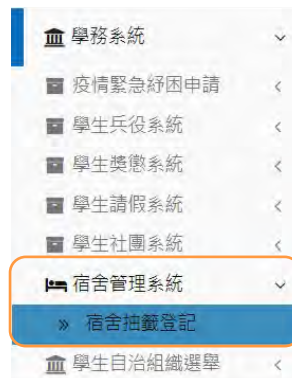 學務系統
疫情緊急紓困申請
學生兵役系統
學生獎懲系統
學生請假系統
學生社團系統
宿舍管理系統
» 宿舍抽籤登記
學生自治組織選舉